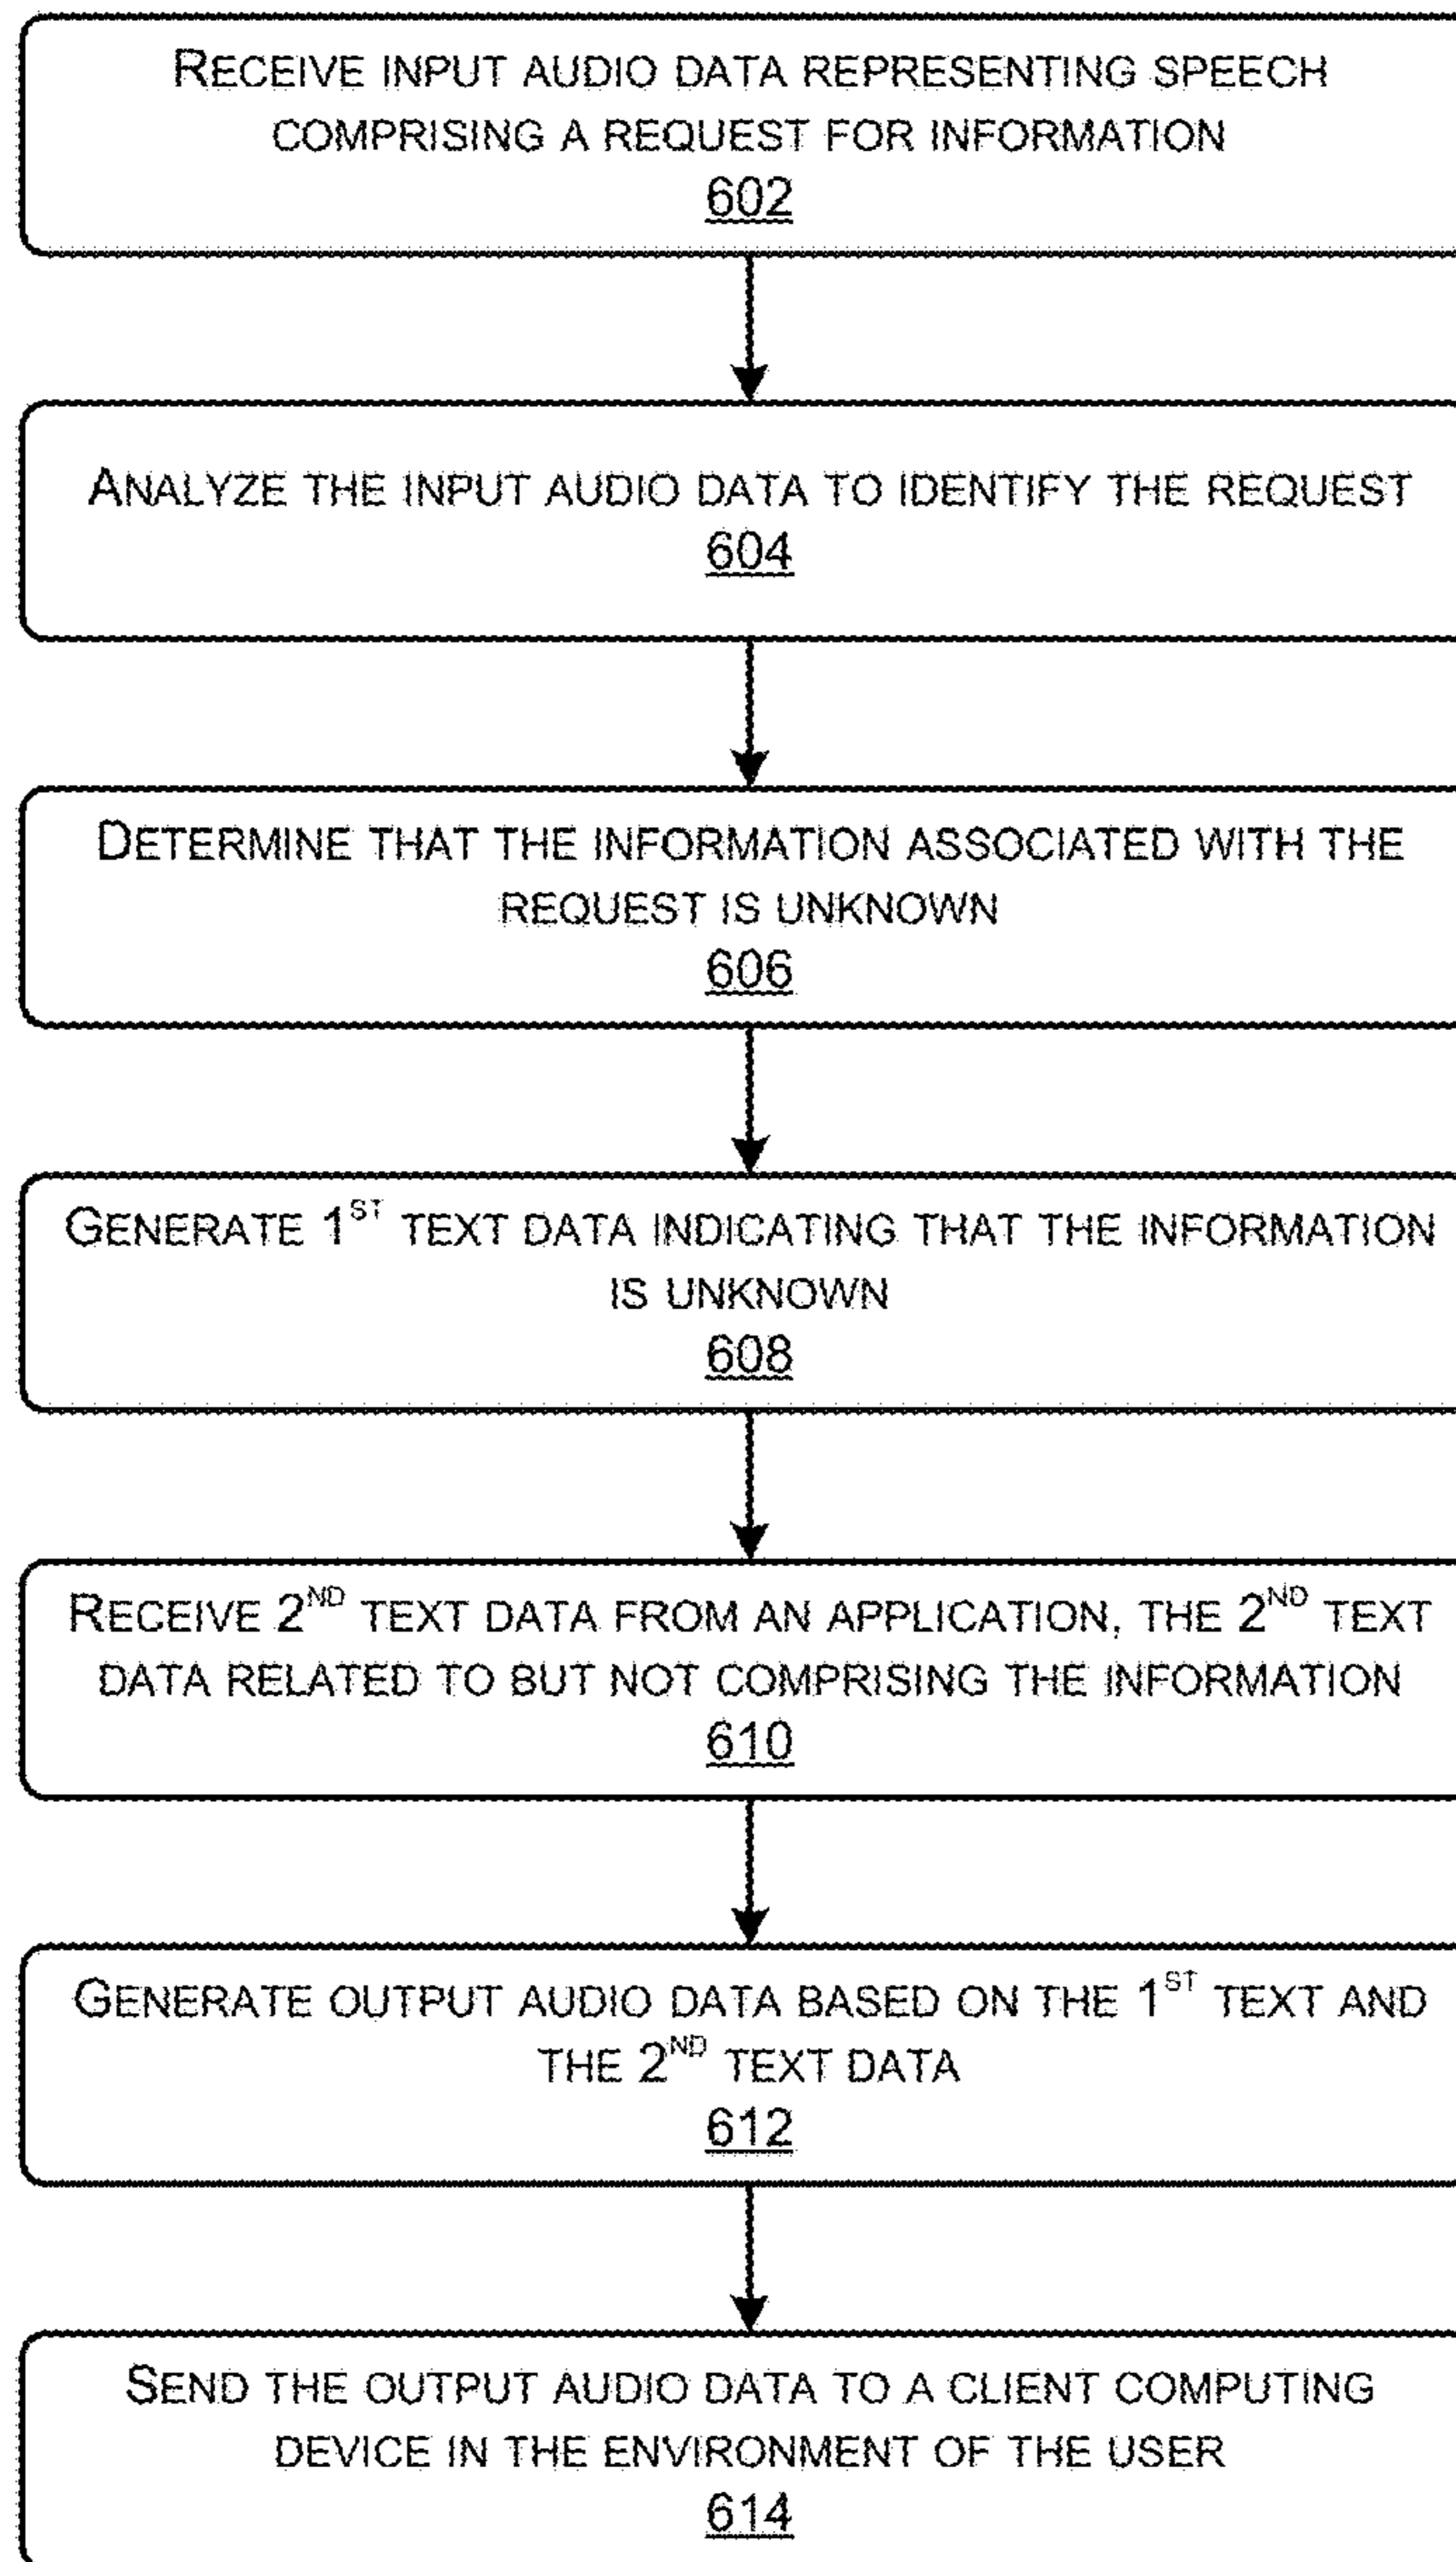 RECEIVE INPUT AUDIO DATA REPRESENTING SPEECH
COMPRISING A REQUEST FOR INFORMATION
602
ANALYZE THE INPUT AUDIO DATA TO IDENTIFY THE REQUEST
604
DETERMINE THAT THE INFORMATION ASSOCIATED WITH THE
REQUEST IS UNKNOWN
606
GENERATE 1ST TEXT DATA INDICATING THAT THE INFORMATION
IS UNKNOWN
608
RECEIVE 2ND TEXT DATA FROM AN APPLICATION, THE 2ND TEXT
DATA RELATED TO BUT NOT COMPRISING THE INFORMATION
610
GENERATE OUTPUT AUDIO DATA BASED ON THE 1ST TEXT AND
THE 2ND TEXT DATA
612
SEND THE OUTPUT AUDIO DATA TO A CLIENT COMPUTING
DEVICE IN THE ENVIRONMENT OF THE USER
614